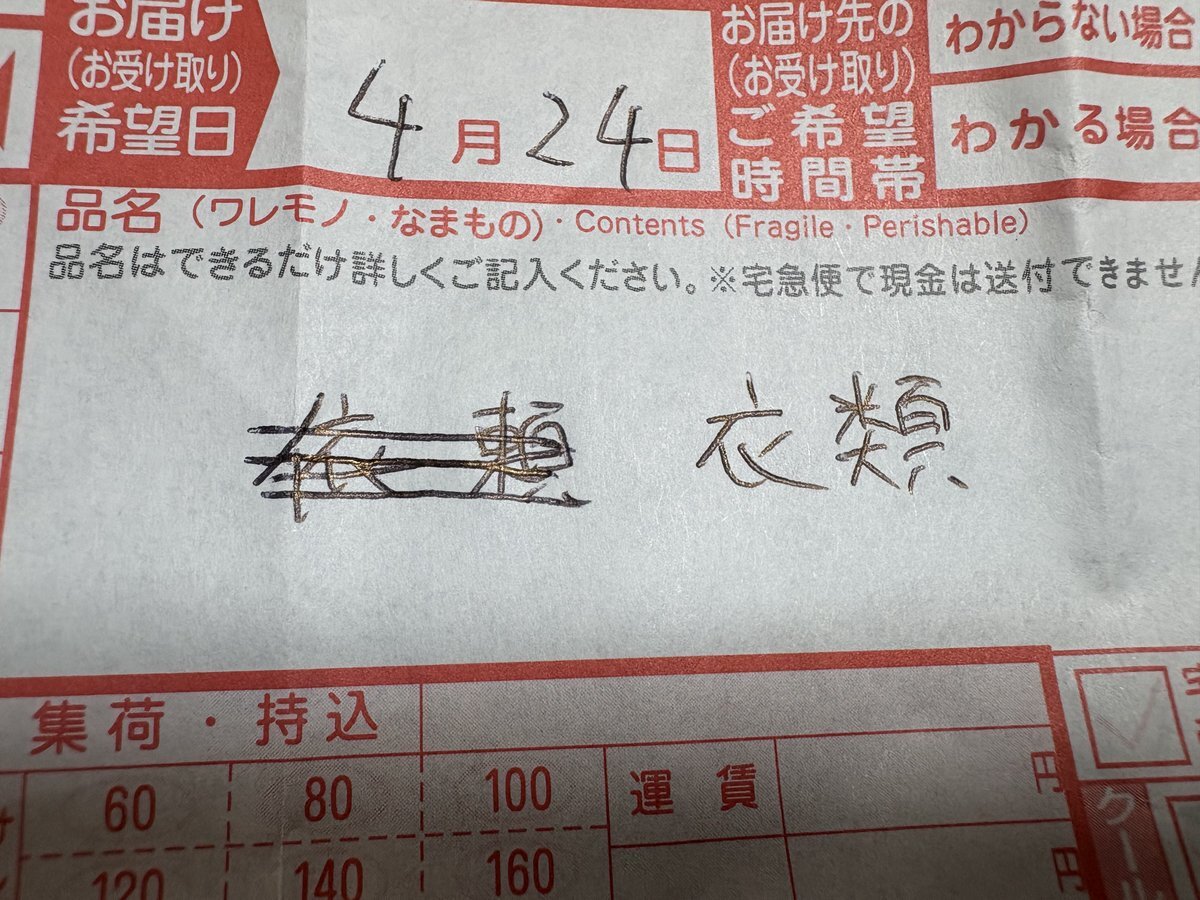 お届け
(お受け取り)
希望日
4月24日
お届け先の
(お受け取り)
ご希望
時間帯
わからない場合
わかる場合
品名(ワレモノ・なまもの)・Contents (Fragile・Perishable)
品名はできるだけ詳しくご記入ください。※宅急便で現金は送付できません
依頼 衣類
集荷・持込
60 80 100 運賃 円
120 140 160 円
クール